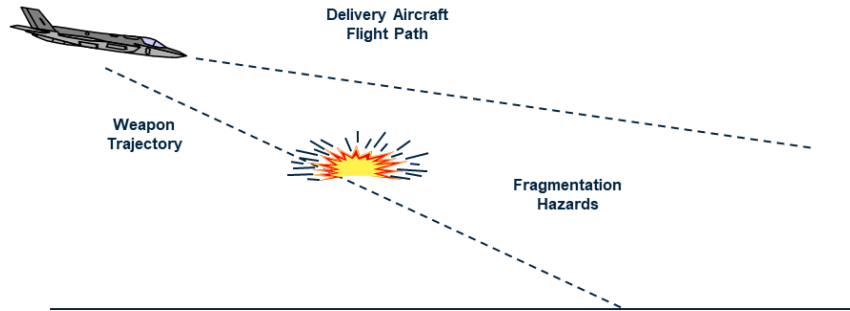 Delivery Aircraft
Flight Path
Weapon
Trajectory
Fragmentation
Hazards